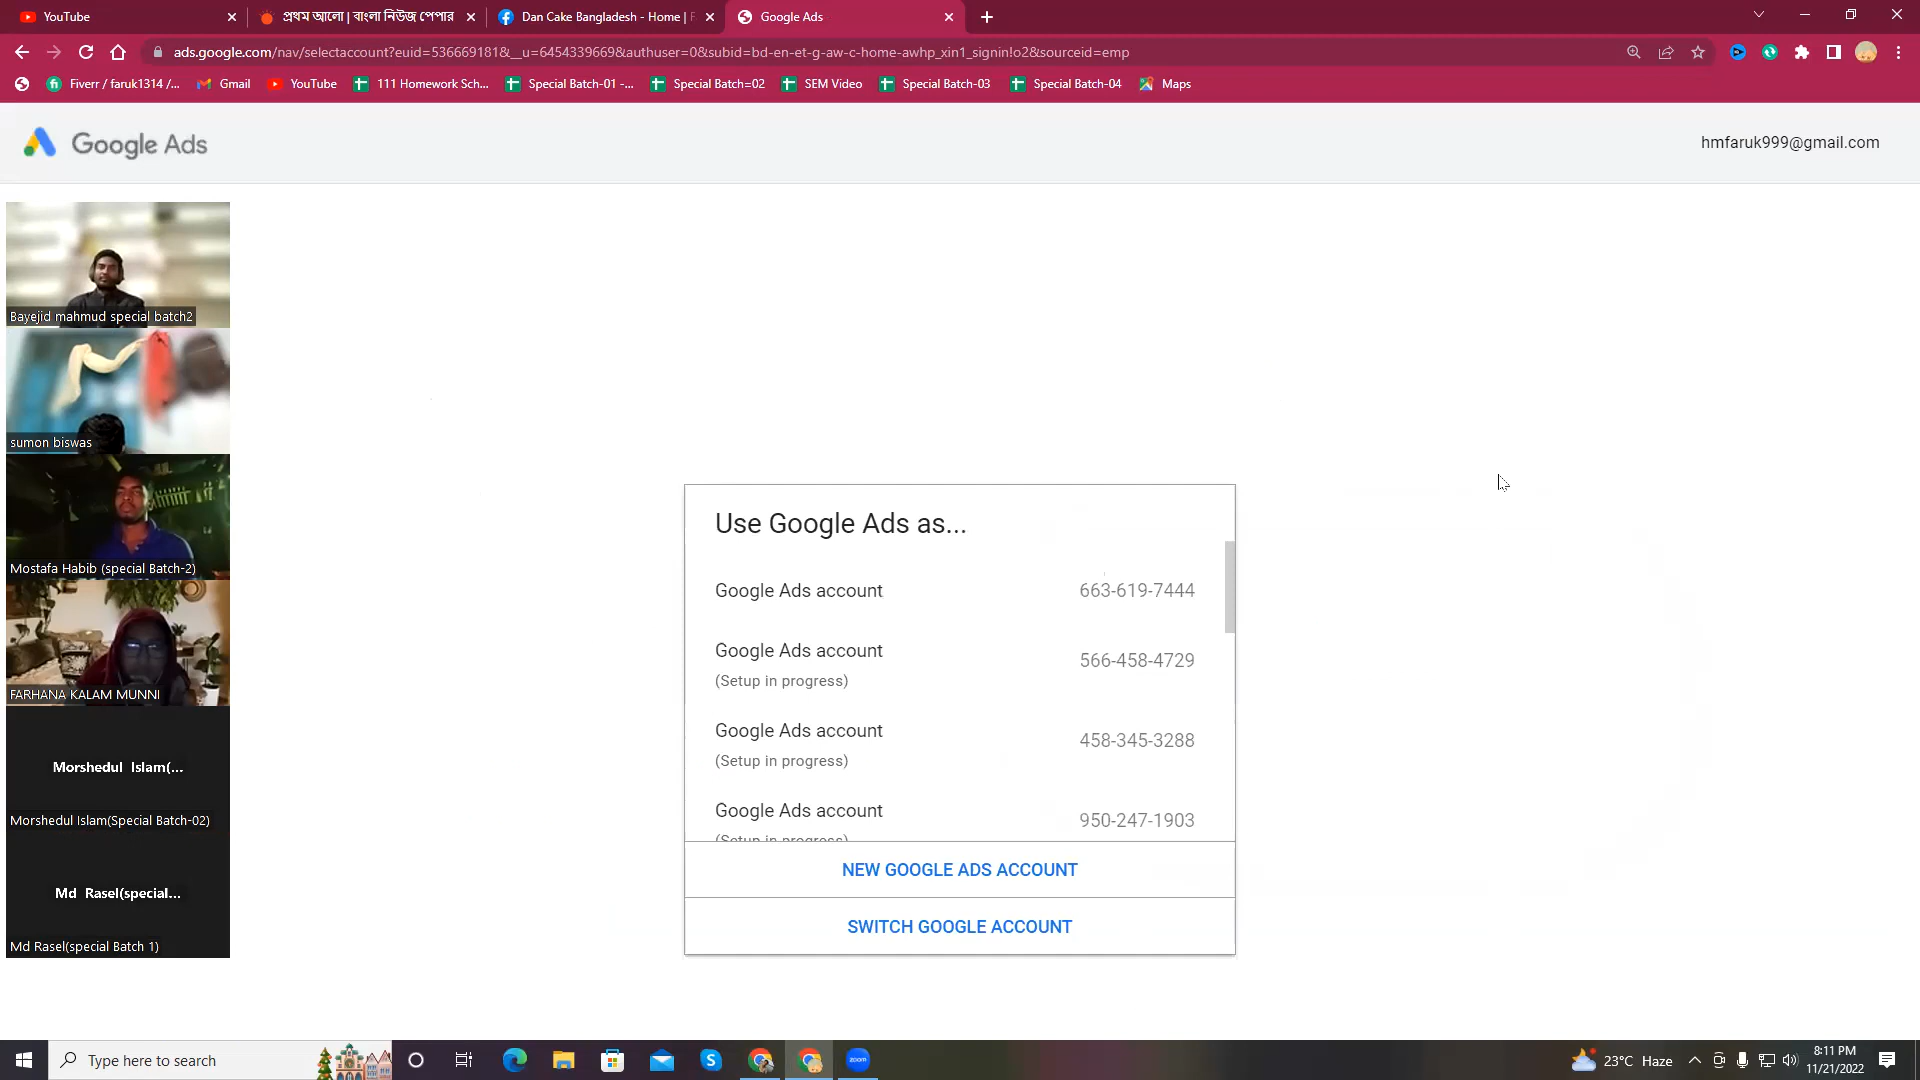 YouTube
প্রথম আলো | বাংলা নিউজ পেপার
Dan Cake Bangladesh - Home | F
Google Ads
ads.google.com/nav/selectaccount?euid=536669181&__u=6454339669&authuser=0&subid=bd-en-et-g-aw-c-home-awhp_xin1_signin!o2&sourceid=emp
Fiverr / faruk1314 /...
Gmail
YouTube
111 Homework Sch...
Special Batch-01 -...
Special Batch=02
SEM Video
Special Batch-03
Special Batch-04
Maps
Google Ads
hmfaruk999@gmail.com
Bayejid mahmud special batch2
sumon biswas
Mostafa Habib (special Batch-2)
FARHANA KALAM MUNNI
Morshedul Islam(...
Morshedul Islam(Special Batch-02)
Md Rasel(special...
Md Rasel(special Batch 1)
Use Google Ads as...
Google Ads account 663-619-7444
Google Ads account 566-458-4729
(Setup in progress)
Google Ads account 458-345-3288
(Setup in progress)
Google Ads account 950-247-1903
(Setup in progress)
NEW GOOGLE ADS ACCOUNT
SWITCH GOOGLE ACCOUNT
Type here to search
zoom
23°C Haze
8:11 PM
11/21/2022